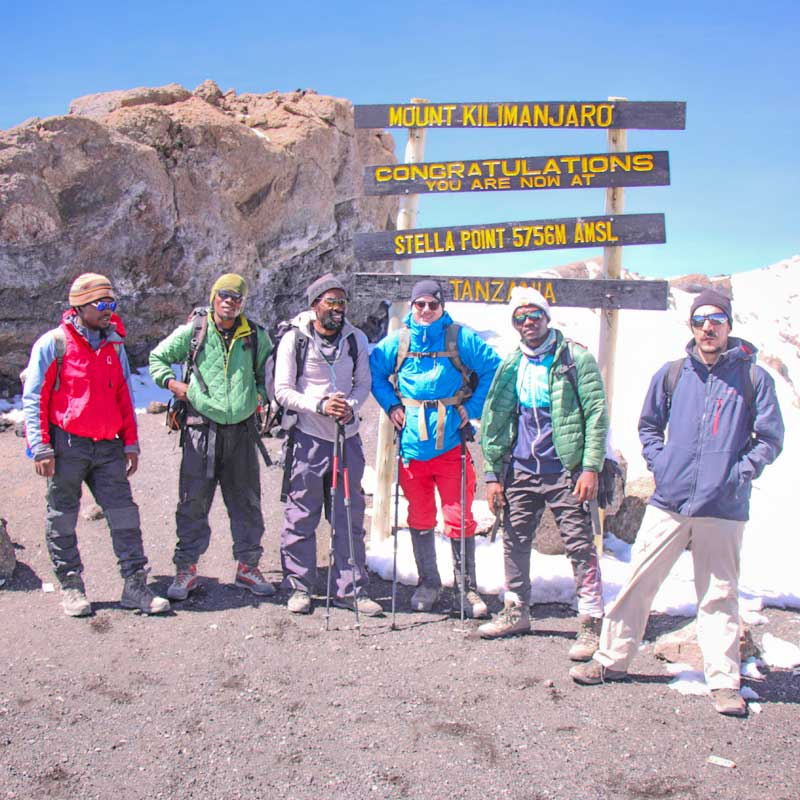 MOUNT KILIMANJARO
CONGRATULATIONS
YOU ARE NOW AT
STELLA POINT 5756M AMSL
TANZANIA